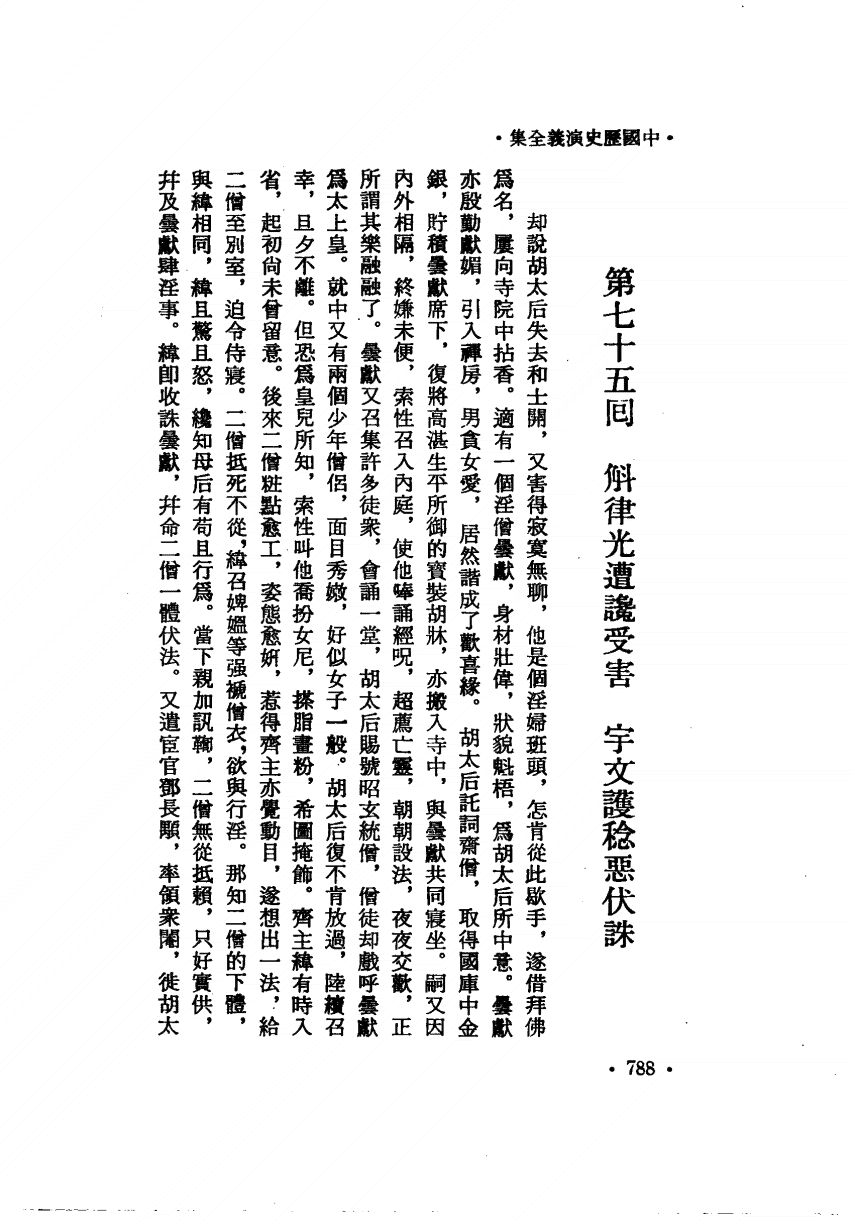 ·中國歷史演義全集·
第七十五回　斛律光遭讒受害　宇文護稔惡伏誅
却說胡太后失去和士開，又害得寂寞無聊，他是個淫婦班頭，怎肯從此歇手，遂借拜佛
爲名，屢向寺院中拈香。適有一個淫僧曇獻，身材壯偉，狀貌魁梧，爲胡太后所中意。曇獻
亦殷勤獻媚，引入禪房，男貪女愛，居然諧成了歡喜緣。胡太后託詞齋僧，取得國庫中金
銀，貯積曇獻席下，復將高湛生平所御的寶裝胡牀，亦搬入寺中，與曇獻共同寢坐。嗣又因
內外相隔，終嫌未便，索性召入內庭，使他唪誦經呪，超薦亡靈，朝朝設法，夜夜交歡，正
所謂其樂融融了。曇獻又召集許多徒衆，會誦一堂，胡太后賜號昭玄統僧，僧徒却戲呼曇獻
爲太上皇。就中又有兩個少年僧侶，面目秀嫩，好似女子一般。胡太后復不肯放過，陸續召
幸，旦夕不離。但恐爲皇兒所知，索性叫他喬扮女尼，搽脂畫粉，希圖掩飾。齊主緯有時入
省，起初尙未曾留意。後來二僧粧點愈工，姿態愈姸，惹得齊主亦覺動目，遂想出一法，給
二僧至別室，迫令侍寢。二僧抵死不從，緯召婢媼等强褫僧衣，欲與行淫。那知二僧的下體，
與緯相同，緯且驚且怒，纔知母后有苟且行爲。當下親加訊鞫，二僧無從抵賴，只好實供，
幷及曇獻肆淫事。緯卽收誅曇獻，幷命二僧一體伏法。又遣宦官鄧長顒，率領衆閹，徙胡太
·788·